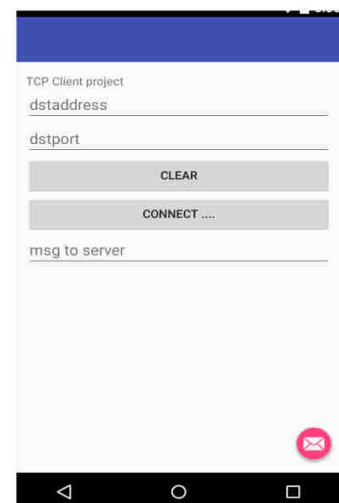 TCP Client project
dstaddress
dstport
CLEAR
CONNECT ....
msg to server